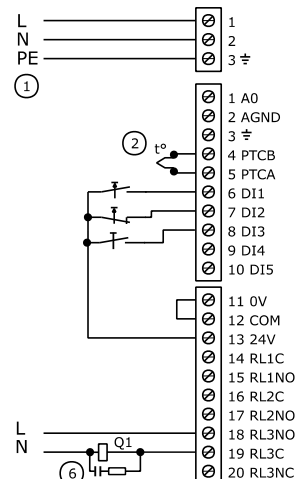 L
N
PE
1
2
3
1
1 A0
2 AGND
3
4 PTCB
5 PTCA
6 DI1
7 DI2
8 DI3
9 DI4
10 DI5
2
t°
11 0V
12 COM
13 24V
14 RL1C
15 RL1NO
16 RL2C
17 RL2NO
18 RL3NO
19 RL3C
20 RL3NC
L
N
Q1
6